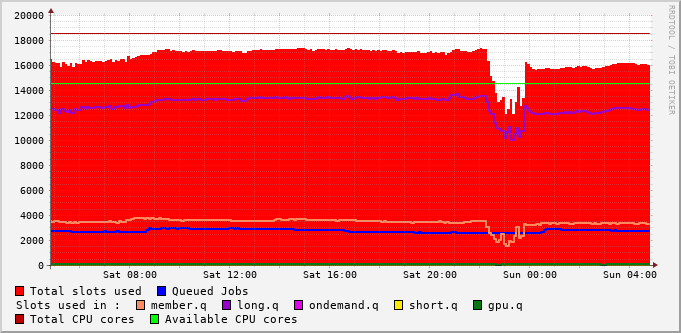 20000
18000
16000
14000
12000
10000
8000
6000
4000
2000
0
Sat 08:00 Sat 12:00 Sat 16:00 Sat 20:00 Sun 00:00 Sun 04:00
RRDTOOL / TOBI OETIKER
Total slots used Queued Jobs
Slots used in : member.q long.q ondemand.q short.q gpu.q
Total CPU cores Available CPU cores